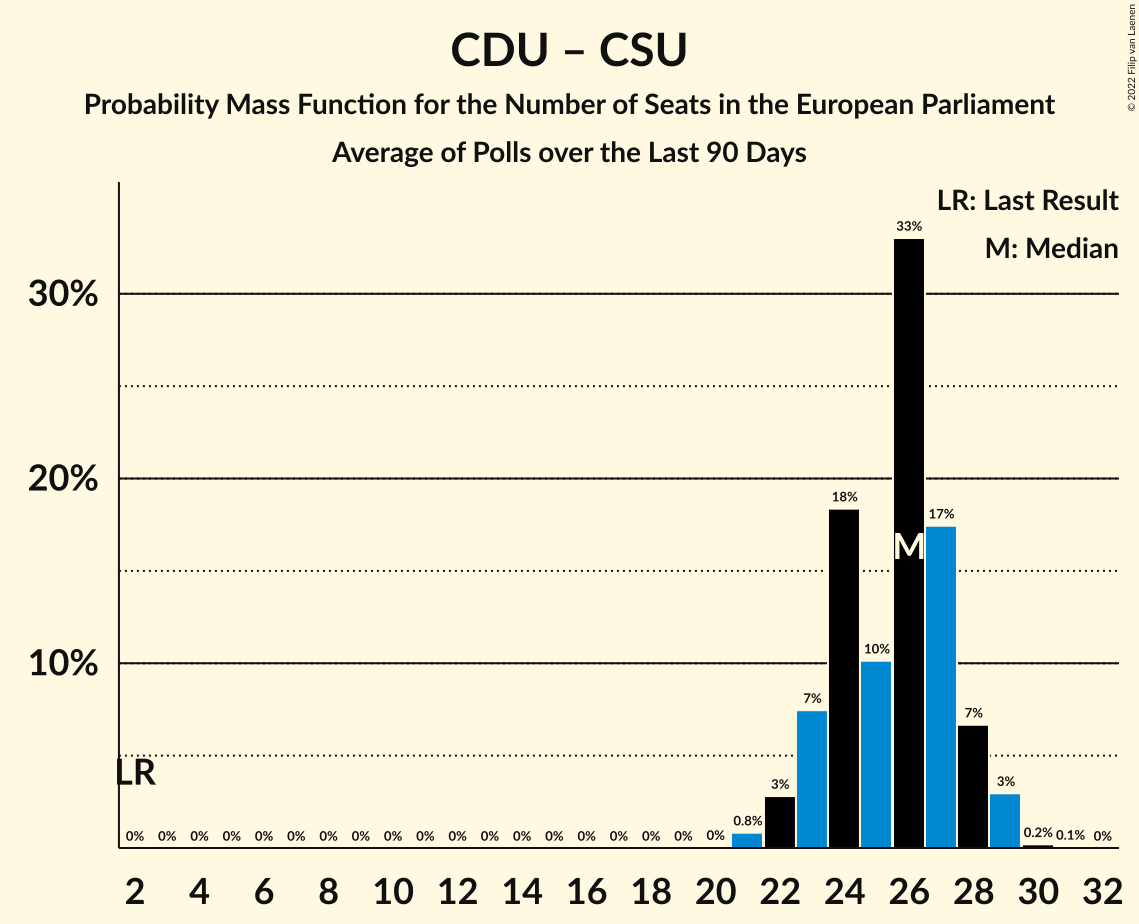 CDU – CSU
Probability Mass Function for the Number of Seats in the European Parliament
Average of Polls over the Last 90 Days
© 2022 Filip van Laenen
LR: Last Result
M: Median
30%
20%
10%
33%
18%
17%
10%
7%
7%
3%
3%
0.8%
0.2%
0.1%
0%
M
LR
0% 0% 0% 0% 0% 0% 0% 0% 0% 0% 0% 0% 0% 0% 0% 0% 0% 0% 0%
2 4 6 8 10 12 14 16 18 20 22 24 26 28 30 32